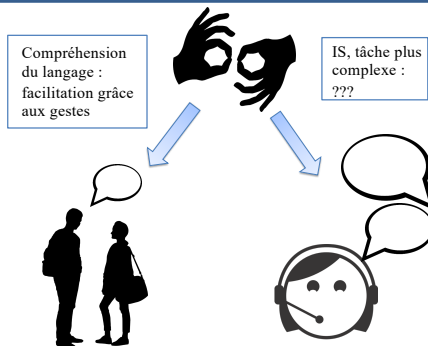 Compréhension
du langage :
facilitation grâce
aux gestes
IS, tâche plus
complexe :
???